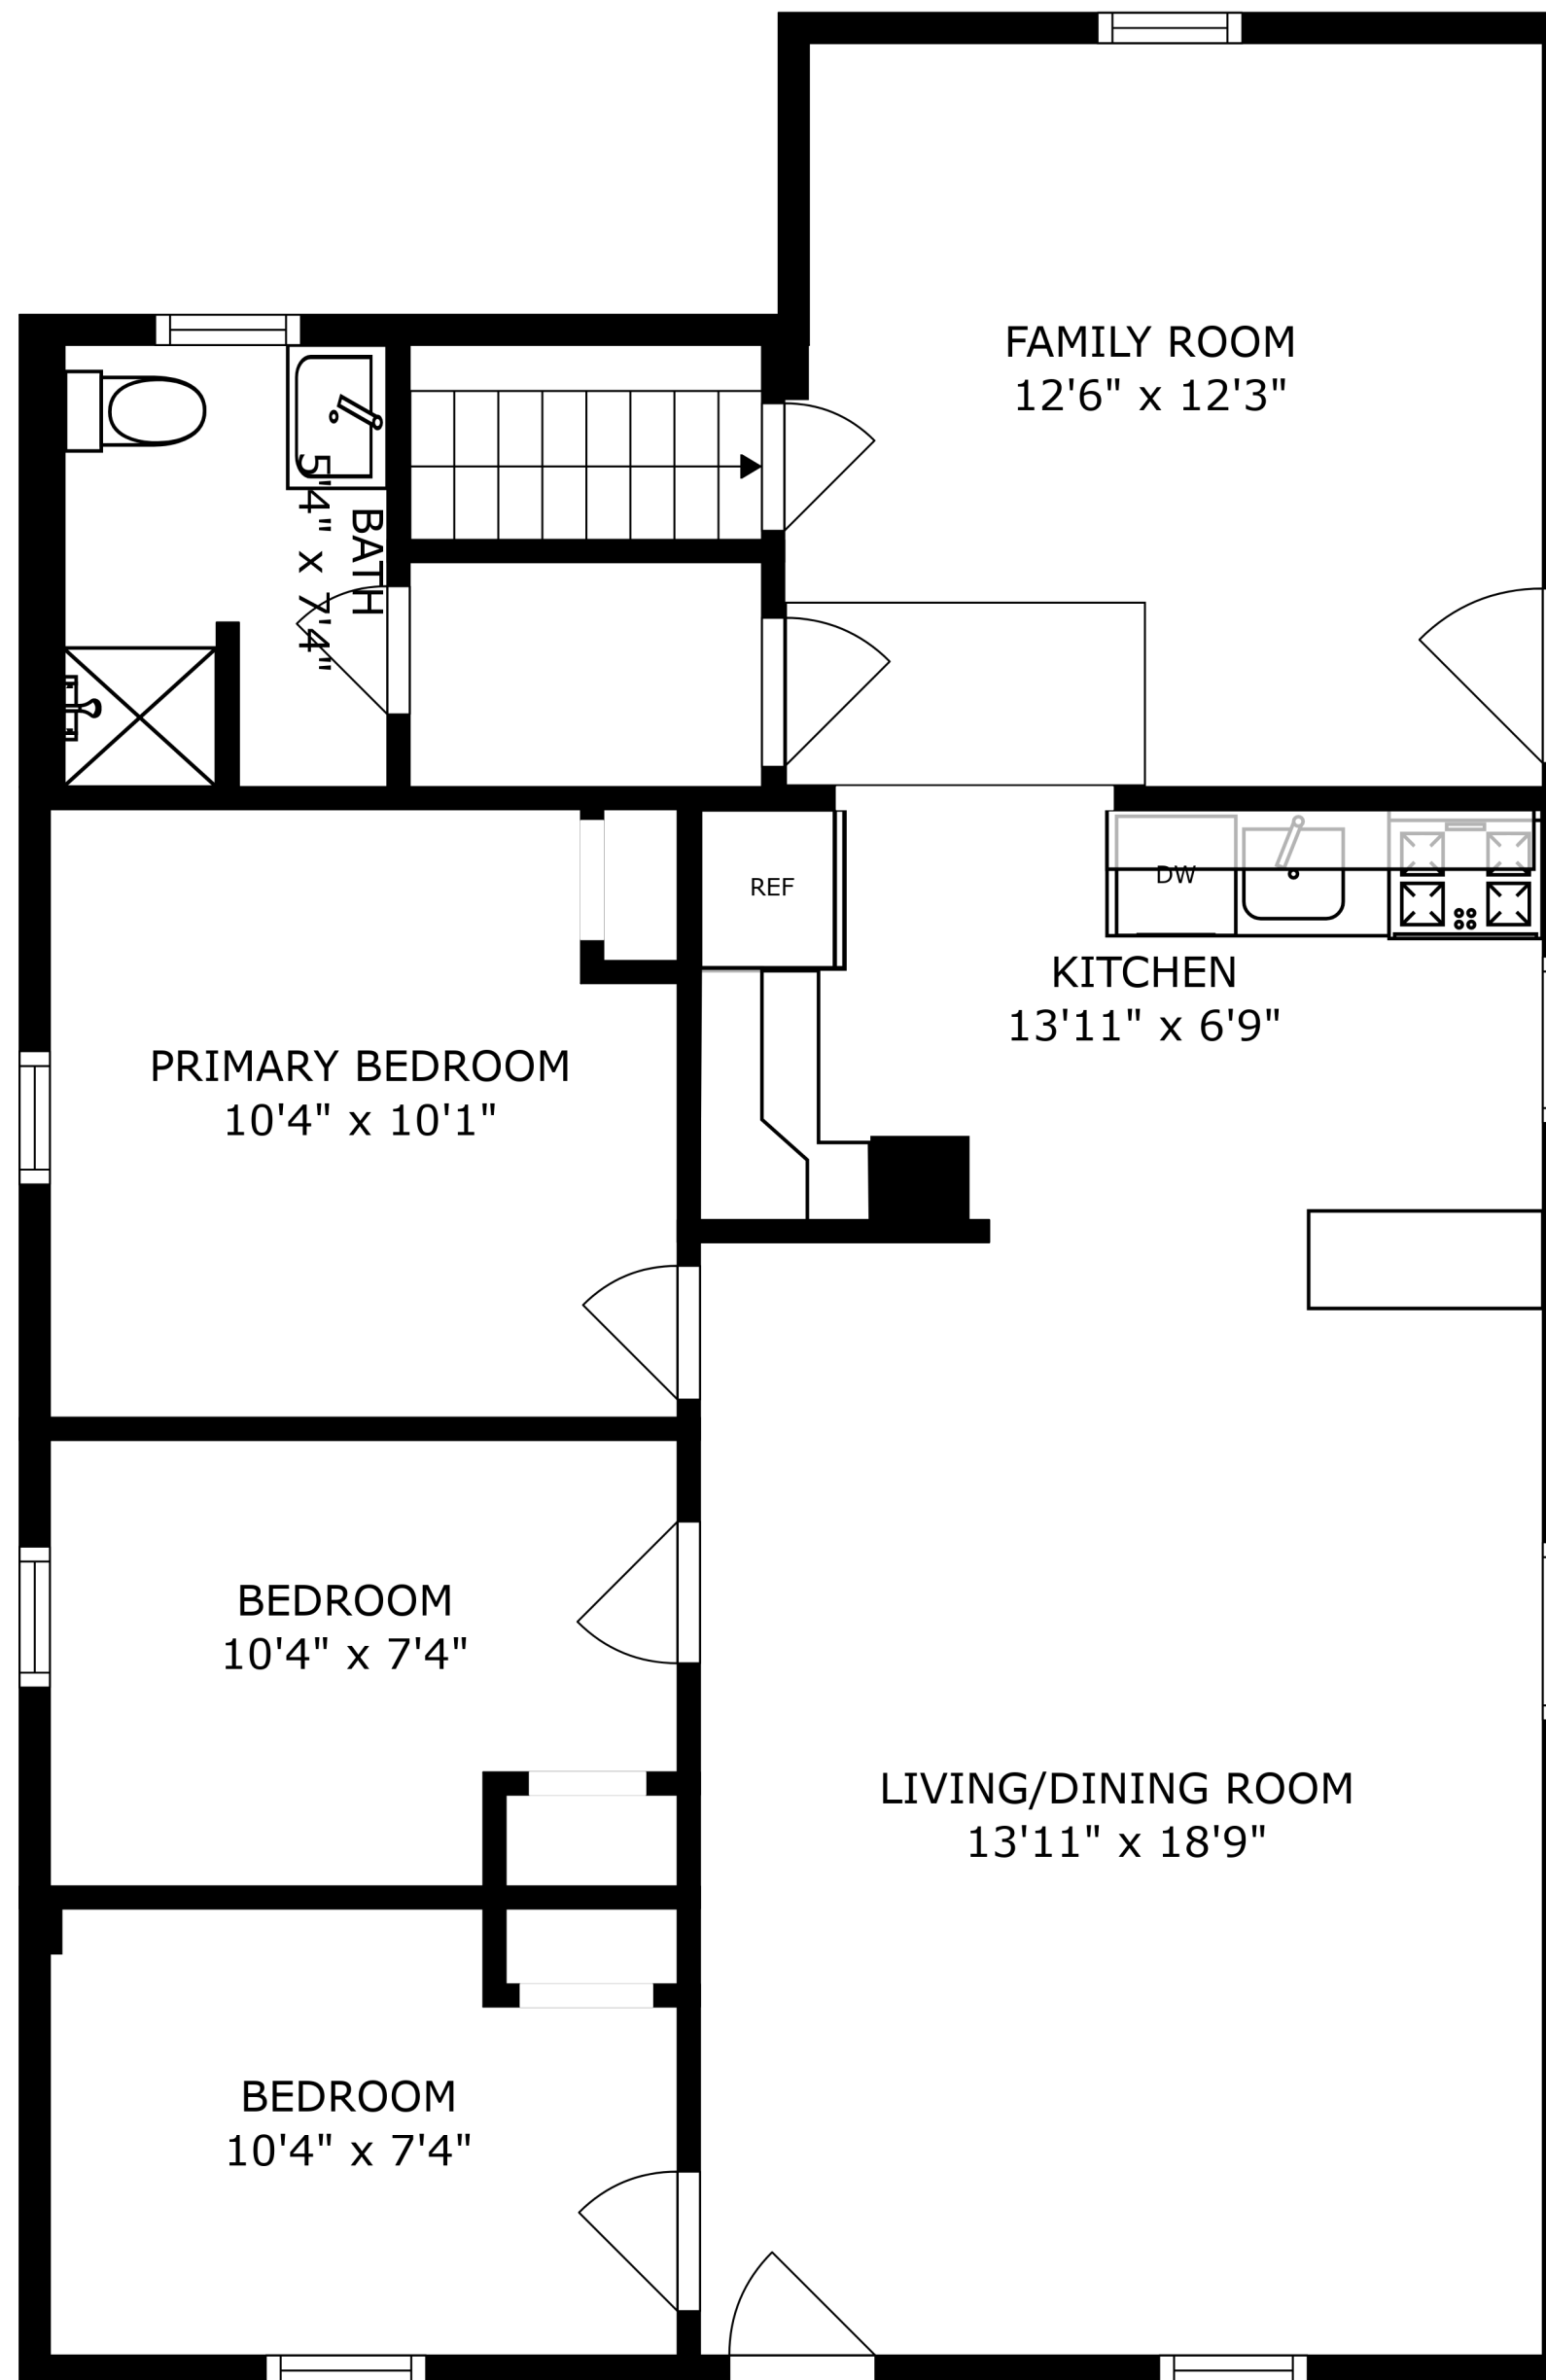 FAMILY ROOM
12'6" x 12'3"
BATH
5'4" x 7'4"
REF
DW
KITCHEN
13'11" x 6'9"
PRIMARY BEDROOM
10'4" x 10'1"
BEDROOM
10'4" x 7'4"
LIVING/DINING ROOM
13'11" x 18'9"
BEDROOM
10'4" x 7'4"